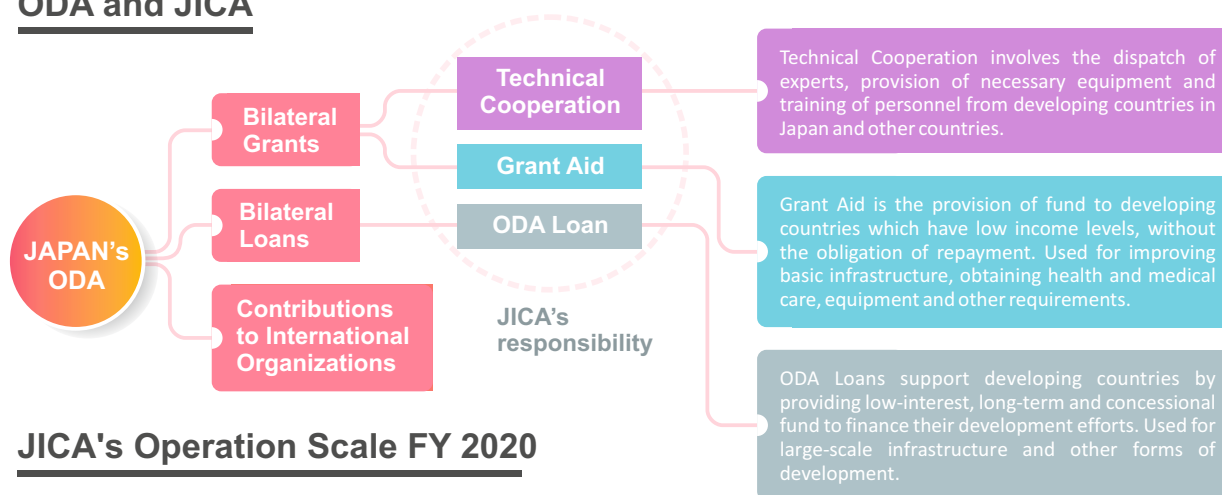 ODA and JICA
JAPAN's
ODA
Bilateral
Grants
Bilateral
Loans
Contributions
to International
Organizations
Technical
Cooperation
Grant Aid
ODA Loan
JICA's
responsibility
Technical Cooperation involves the dispatch of
experts, provision of necessary equipment and
training of personnel from developing countries in
Japan and other countries.
Grant Aid is the provision of fund to developing
countries which have low income levels, without
the obligation of repayment. Used for improving
basic infrastructure, obtaining health and medical
care, equipment and other requirements.
ODA Loans support developing countries by
providing low-interest, long-term and concessional
fund to finance their development efforts. Used for
large-scale infrastructure and other forms of
development.
JICA's Operation Scale FY 2020